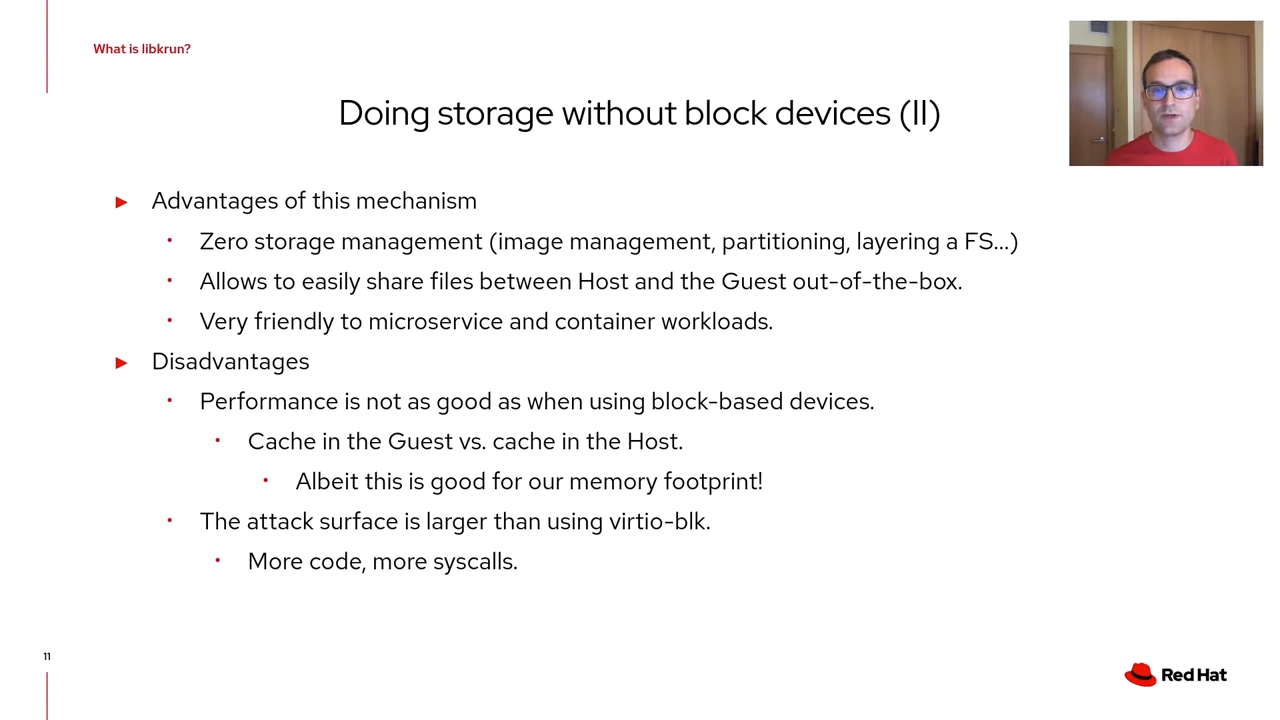 What is libkrun?
Doing storage without block devices (II)
► Advantages of this mechanism
• Zero storage management (image management, partitioning, layering a FS...)
• Allows to easily share files between Host and the Guest out-of-the-box.
• Very friendly to microservice and container workloads.
► Disadvantages
• Performance is not as good as when using block-based devices.
• Cache in the Guest vs. cache in the Host.
• Albeit this is good for our memory footprint!
• The attack surface is larger than using virtio-blk.
• More code, more syscalls.
11
Red Hat